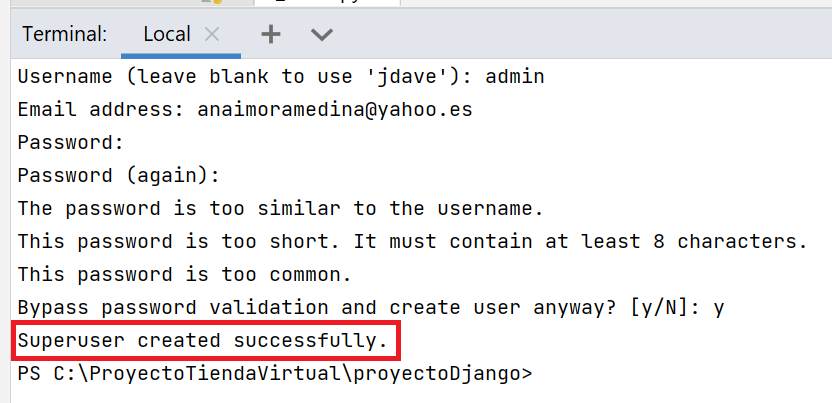 Terminal: Local
Username (leave blank to use 'jdave'): admin
Email address: anaimoramedina@yahoo.es
Password:
Password (again):
The password is too similar to the username.
This password is too short. It must contain at least 8 characters.
This password is too common.
Bypass password validation and create user anyway? [y/N]: y
Superuser created successfully.
PS C:\ProyectoTiendaVirtual\proyectoDjango>